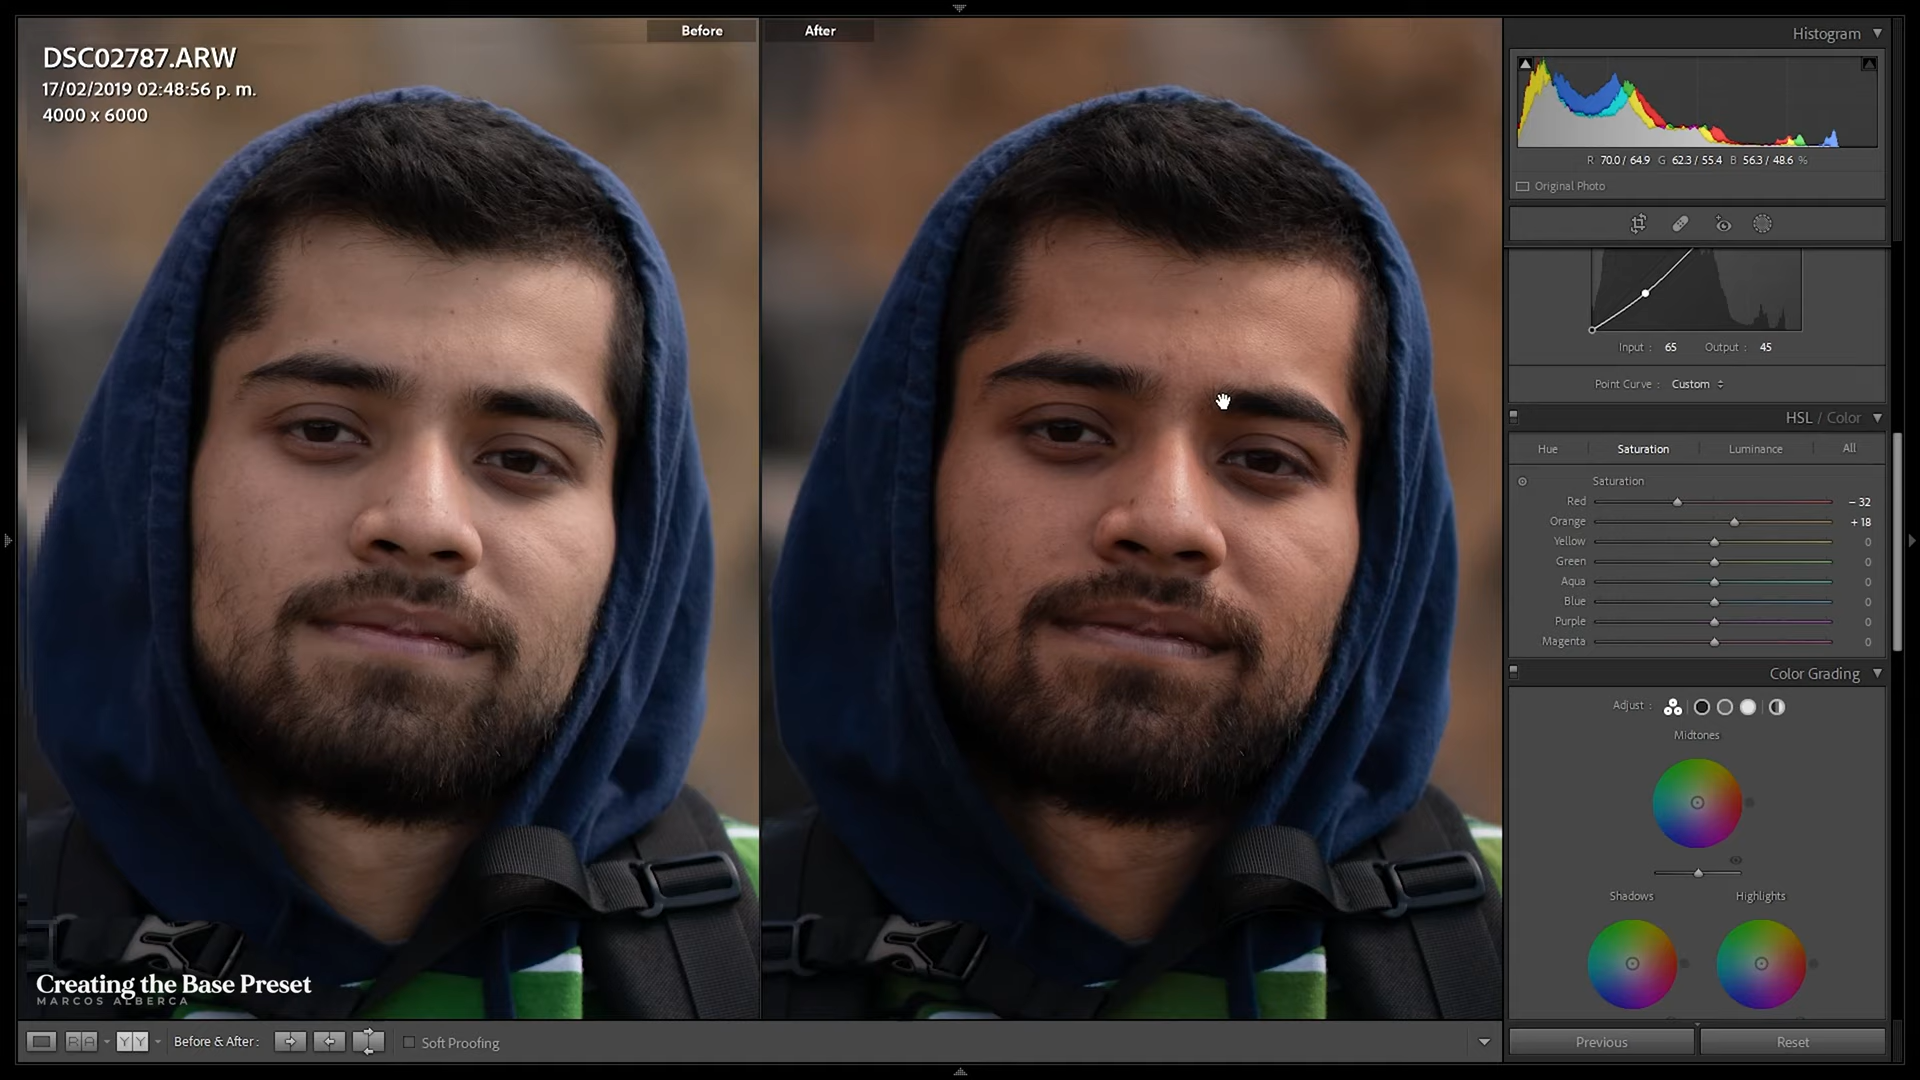 Before
After
DSC02787.ARW
17/02/2019 02:48:56 p. m.
4000 x 6000
Creating the Base Preset
MARCOS ALBERCA
Before & After :
Soft Proofing
Histogram
R 70.0 / 64.9 G 62.3 / 55.4 B 56.3 / 48.6 %
Original Photo
Input : 65 Output : 45
Point Curve : Custom
HSL / Color
Hue Saturation Luminance All
Saturation
Red − 32
Orange + 18
Yellow 0
Green 0
Aqua 0
Blue 0
Purple 0
Magenta 0
Color Grading
Adjust :
Midtones
Shadows Highlights
Previous Reset
R A
Y Y